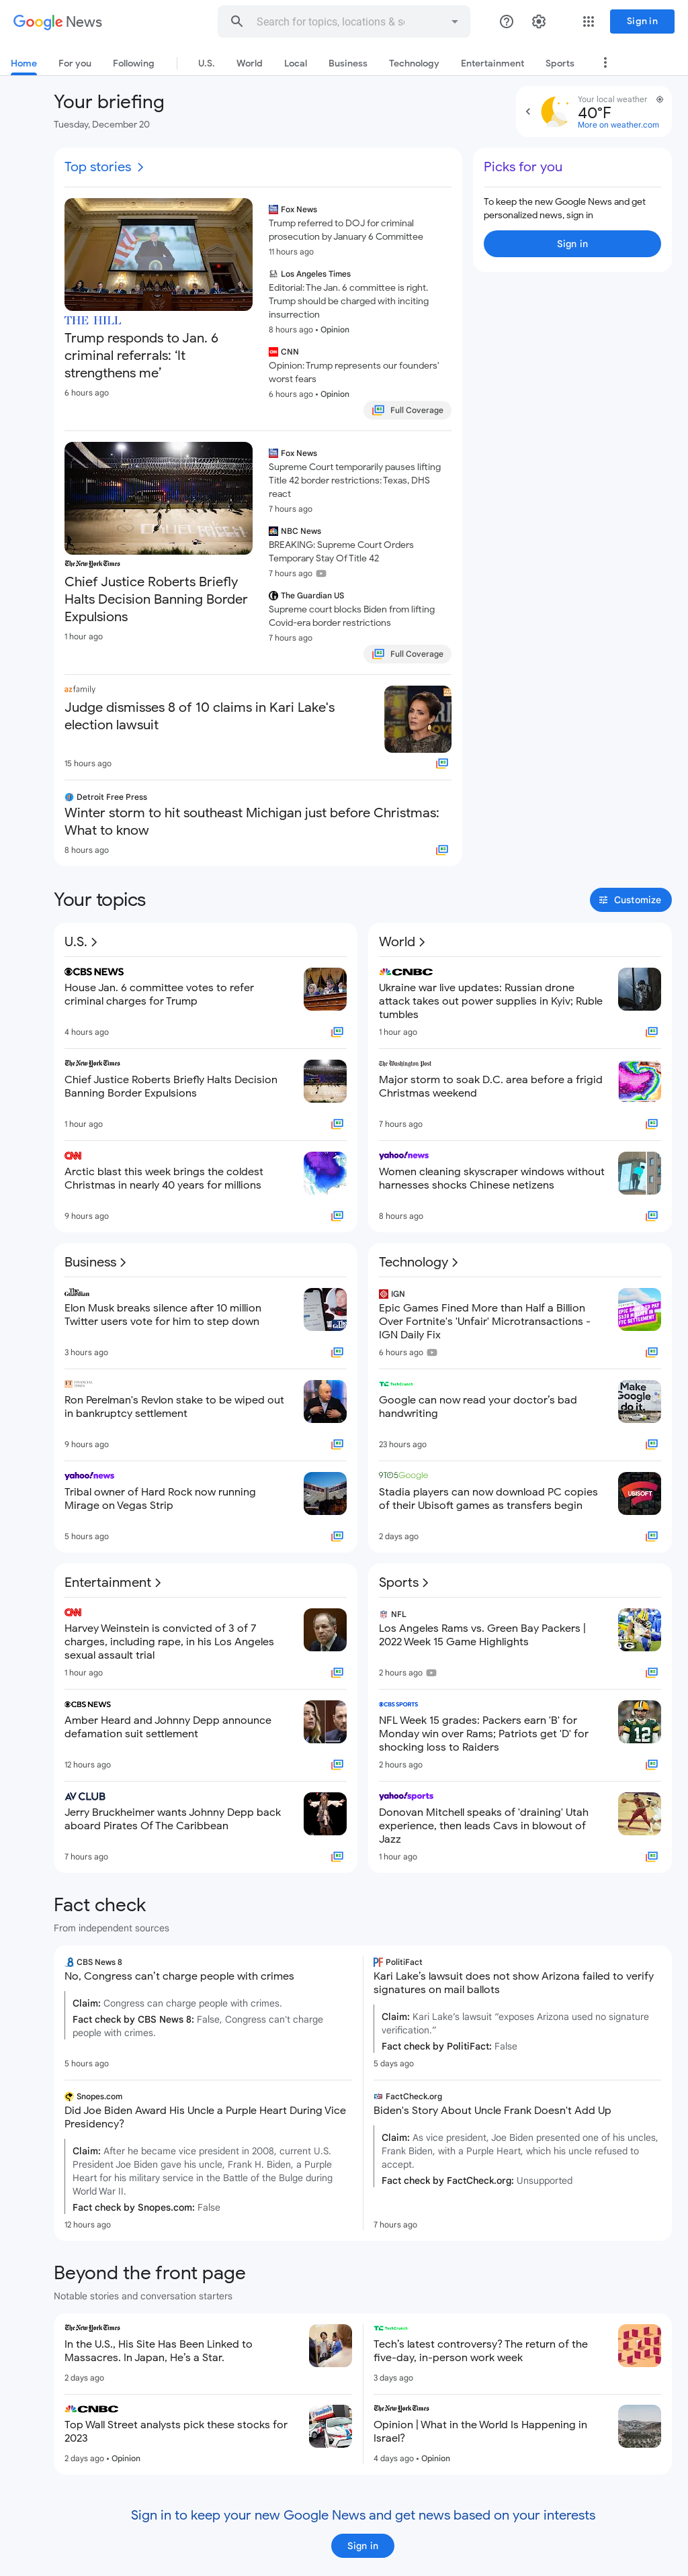 Google News
Search for topics, locations & s
Sign in
Home
For you
Following
U.S.
World
Local
Business
Technology
Entertainment
Sports
Your briefing
Tuesday, December 20
Your local weather
40°F
More on weather.com
Top stories
THE HILL
Trump responds to Jan. 6
criminal referrals: ‘It
strengthens me’
6 hours ago
Fox News
Trump referred to DOJ for criminal
prosecution by January 6 Committee
11 hours ago
Los Angeles Times
Editorial: The Jan. 6 committee is right.
Trump should be charged with inciting
insurrection
8 hours ago • Opinion
CNN
Opinion: Trump represents our founders'
worst fears
6 hours ago • Opinion
Full Coverage
Picks for you
To keep the new Google News and get
personalized news, sign in
Sign in
The New York Times
Chief Justice Roberts Briefly
Halts Decision Banning Border
Expulsions
1 hour ago
Fox News
Supreme Court temporarily pauses lifting
Title 42 border restrictions: Texas, DHS
react
7 hours ago
NBC News
BREAKING: Supreme Court Orders
Temporary Stay Of Title 42
7 hours ago
The Guardian US
Supreme court blocks Biden from lifting
Covid-era border restrictions
7 hours ago
Full Coverage
azfamily
Judge dismisses 8 of 10 claims in Kari Lake's
election lawsuit
15 hours ago
Detroit Free Press
Winter storm to hit southeast Michigan just before Christmas:
What to know
8 hours ago
Your topics
Customize
U.S.
CBS NEWS
House Jan. 6 committee votes to refer
criminal charges for Trump
4 hours ago
The New York Times
Chief Justice Roberts Briefly Halts Decision
Banning Border Expulsions
1 hour ago
CNN
Arctic blast this week brings the coldest
Christmas in nearly 40 years for millions
9 hours ago
World
CNBC
Ukraine war live updates: Russian drone
attack takes out power supplies in Kyiv; Ruble
tumbles
1 hour ago
The Washington Post
Major storm to soak D.C. area before a frigid
Christmas weekend
7 hours ago
yahoo!news
Women cleaning skyscraper windows without
harnesses shocks Chinese netizens
8 hours ago
Business
The Guardian
Elon Musk breaks silence after 10 million
Twitter users vote for him to step down
3 hours ago
FT FINANCIAL TIMES
Ron Perelman's Revlon stake to be wiped out
in bankruptcy settlement
9 hours ago
yahoo!news
Tribal owner of Hard Rock now running
Mirage on Vegas Strip
5 hours ago
Technology
IGN
Epic Games Fined More than Half a Billion
Over Fortnite's 'Unfair' Microtransactions -
IGN Daily Fix
6 hours ago
TechCrunch
Google can now read your doctor’s bad
handwriting
23 hours ago
Make
Google
do it.
9TO5Google
Stadia players can now download PC copies
of their Ubisoft games as transfers begin
2 days ago
UBISOFT
Entertainment
CNN
Harvey Weinstein is convicted of 3 of 7
charges, including rape, in his Los Angeles
sexual assault trial
1 hour ago
CBS NEWS
Amber Heard and Johnny Depp announce
defamation suit settlement
12 hours ago
AV CLUB
Jerry Bruckheimer wants Johnny Depp back
aboard Pirates Of The Caribbean
7 hours ago
Sports
NFL
Los Angeles Rams vs. Green Bay Packers |
2022 Week 15 Game Highlights
2 hours ago
CBS SPORTS
NFL Week 15 grades: Packers earn 'B' for
Monday win over Rams; Patriots get 'D' for
shocking loss to Raiders
2 hours ago
12
yahoo!sports
Donovan Mitchell speaks of 'draining' Utah
experience, then leads Cavs in blowout of
Jazz
1 hour ago
Fact check
From independent sources
CBS News 8
No, Congress can’t charge people with crimes
Claim: Congress can charge people with crimes.
Fact check by CBS News 8: False, Congress can't charge
people with crimes.
5 hours ago
PolitiFact
Kari Lake’s lawsuit does not show Arizona failed to verify
signatures on mail ballots
Claim: Kari Lake’s lawsuit “exposes Arizona used no signature
verification.”
Fact check by PolitiFact: False
5 days ago
Snopes.com
Did Joe Biden Award His Uncle a Purple Heart During Vice
Presidency?
Claim: After he became vice president in 2008, current U.S.
President Joe Biden gave his uncle, Frank H. Biden, a Purple
Heart for his military service in the Battle of the Bulge during
World War II.
Fact check by Snopes.com: False
12 hours ago
FactCheck.org
Biden's Story About Uncle Frank Doesn't Add Up
Claim: As vice president, Joe Biden presented one of his uncles,
Frank Biden, with a Purple Heart, which his uncle refused to
accept.
Fact check by FactCheck.org: Unsupported
7 hours ago
Beyond the front page
Notable stories and conversation starters
The New York Times
In the U.S., His Site Has Been Linked to
Massacres. In Japan, He’s a Star.
2 days ago
TechCrunch
Tech’s latest controversy? The return of the
five-day, in-person work week
3 days ago
CNBC
Top Wall Street analysts pick these stocks for
2023
2 days ago • Opinion
The New York Times
Opinion | What in the World Is Happening in
Israel?
4 days ago • Opinion
Sign in to keep your new Google News and get news based on your interests
Sign in